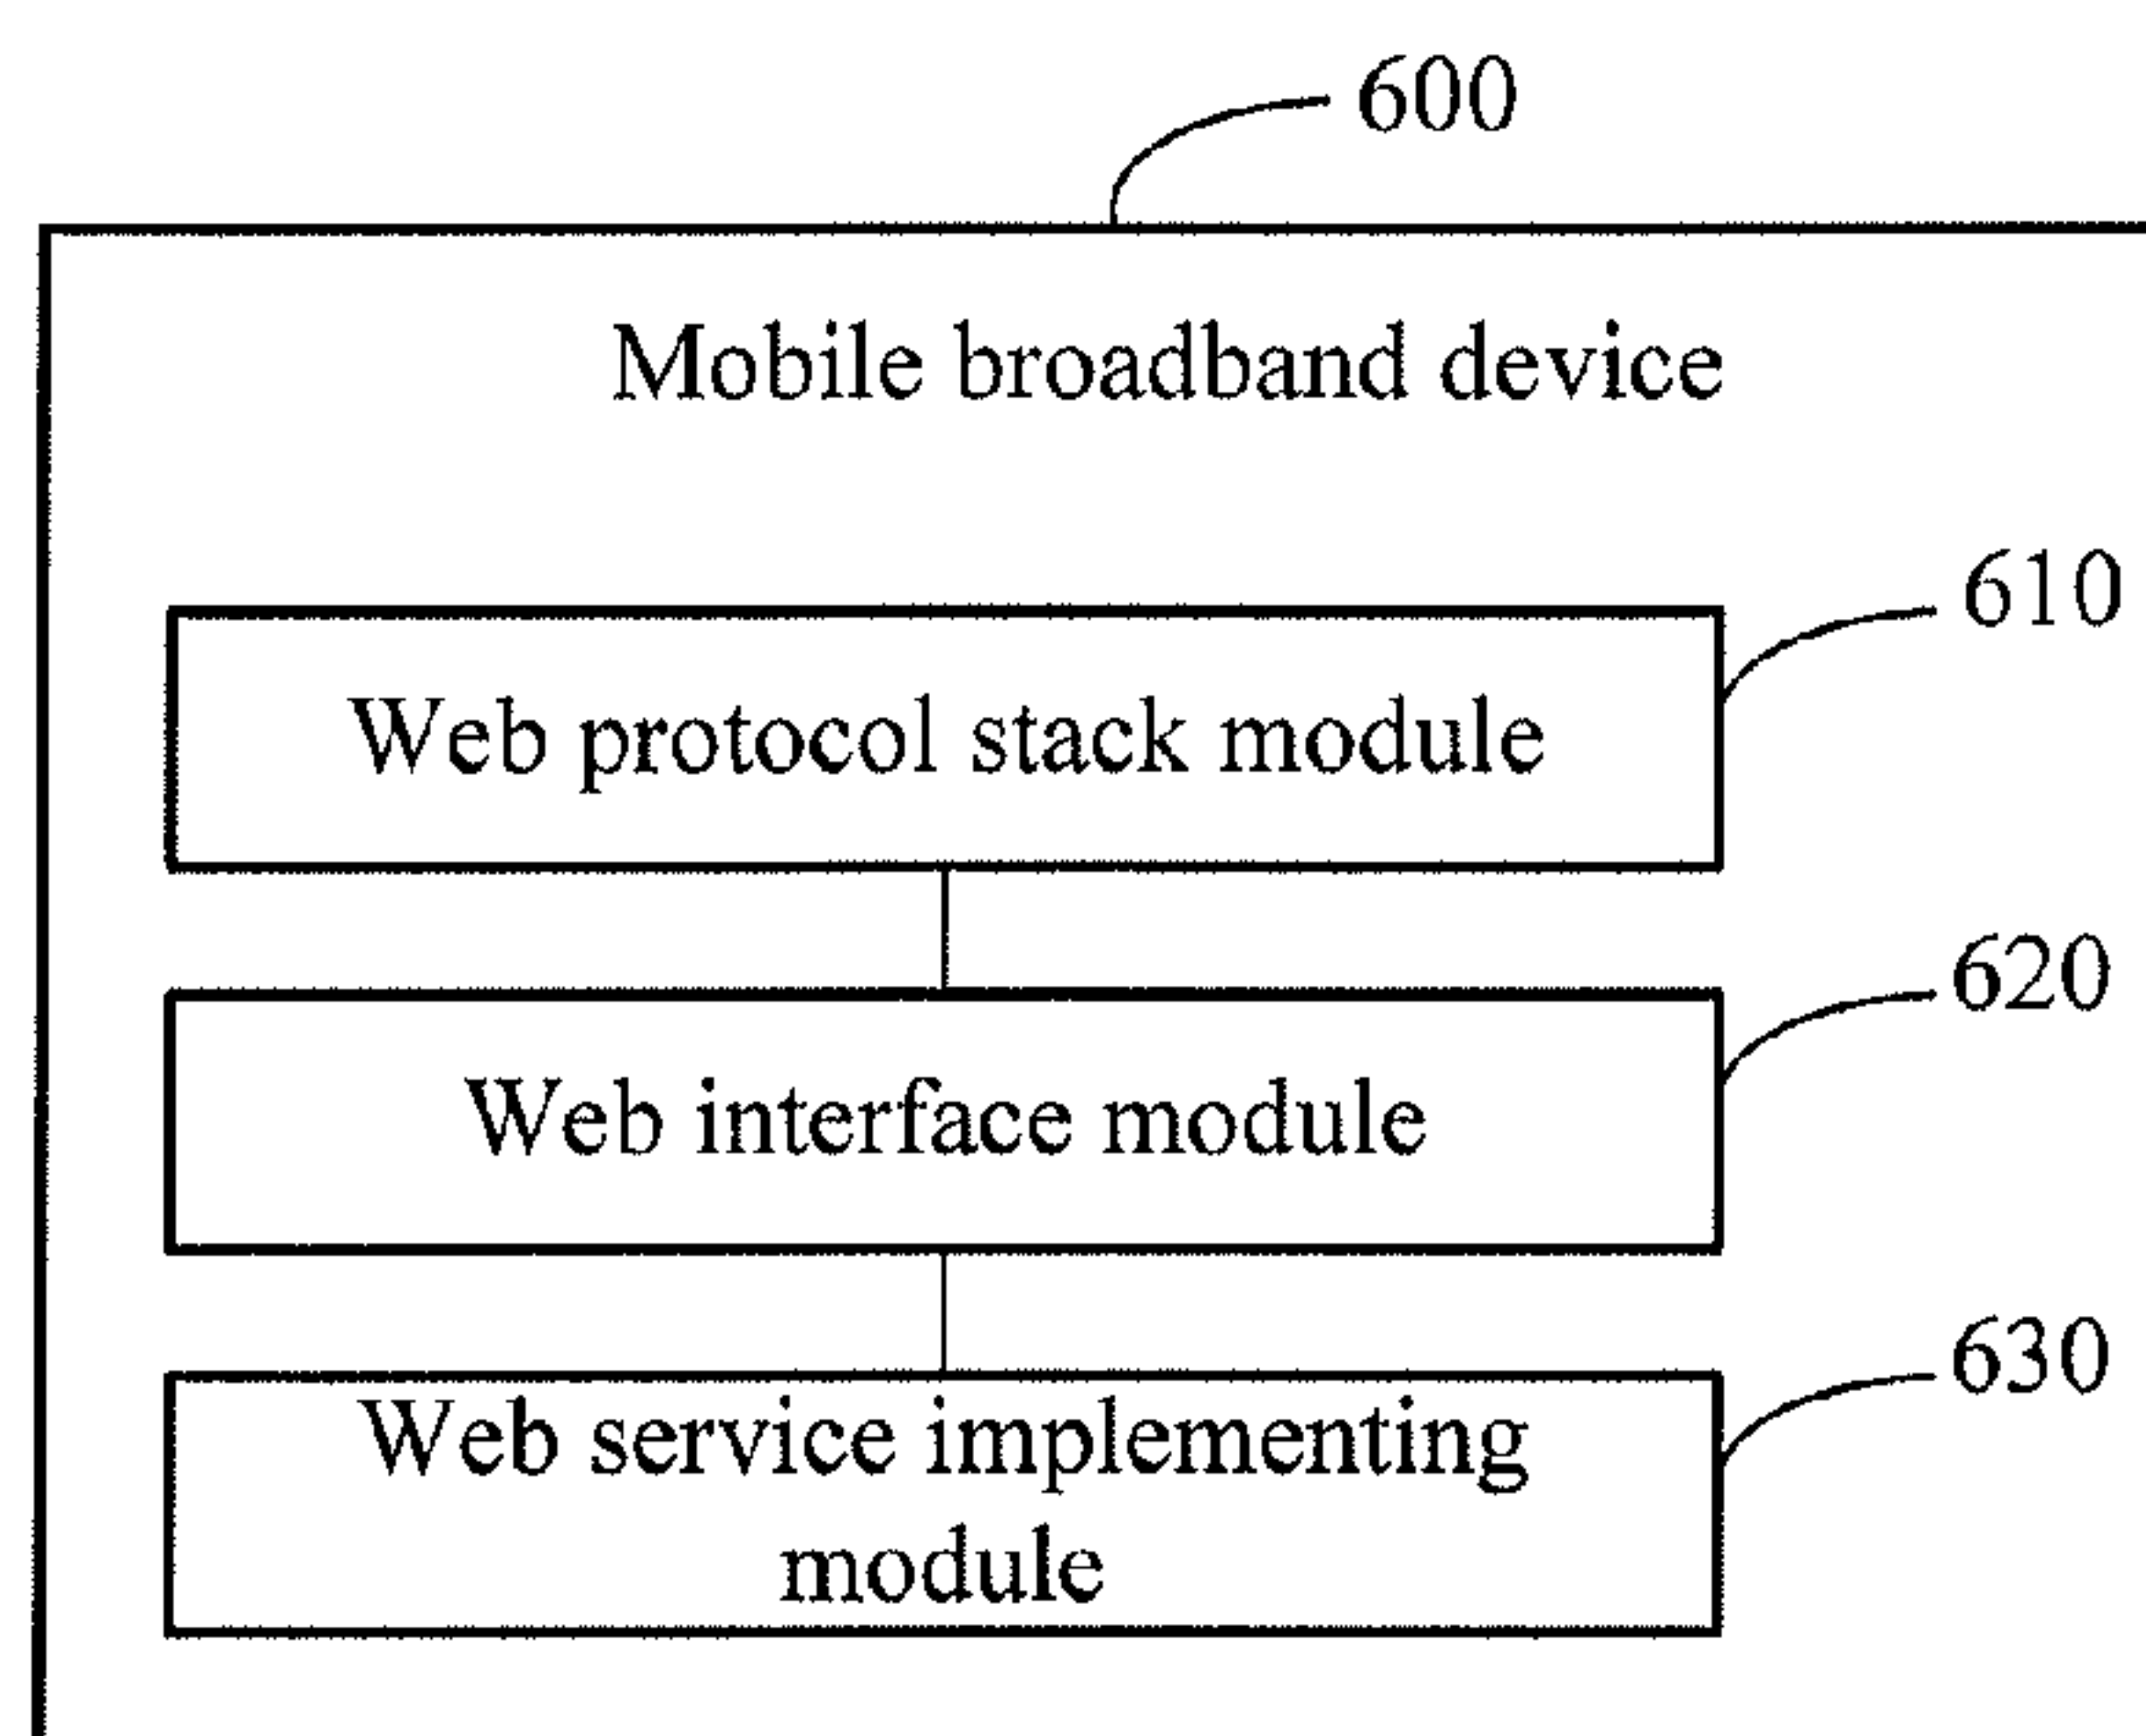 600
Mobile broadband device
610
Web protocol stack module
620
Web interface module
630
Web service implementing
module